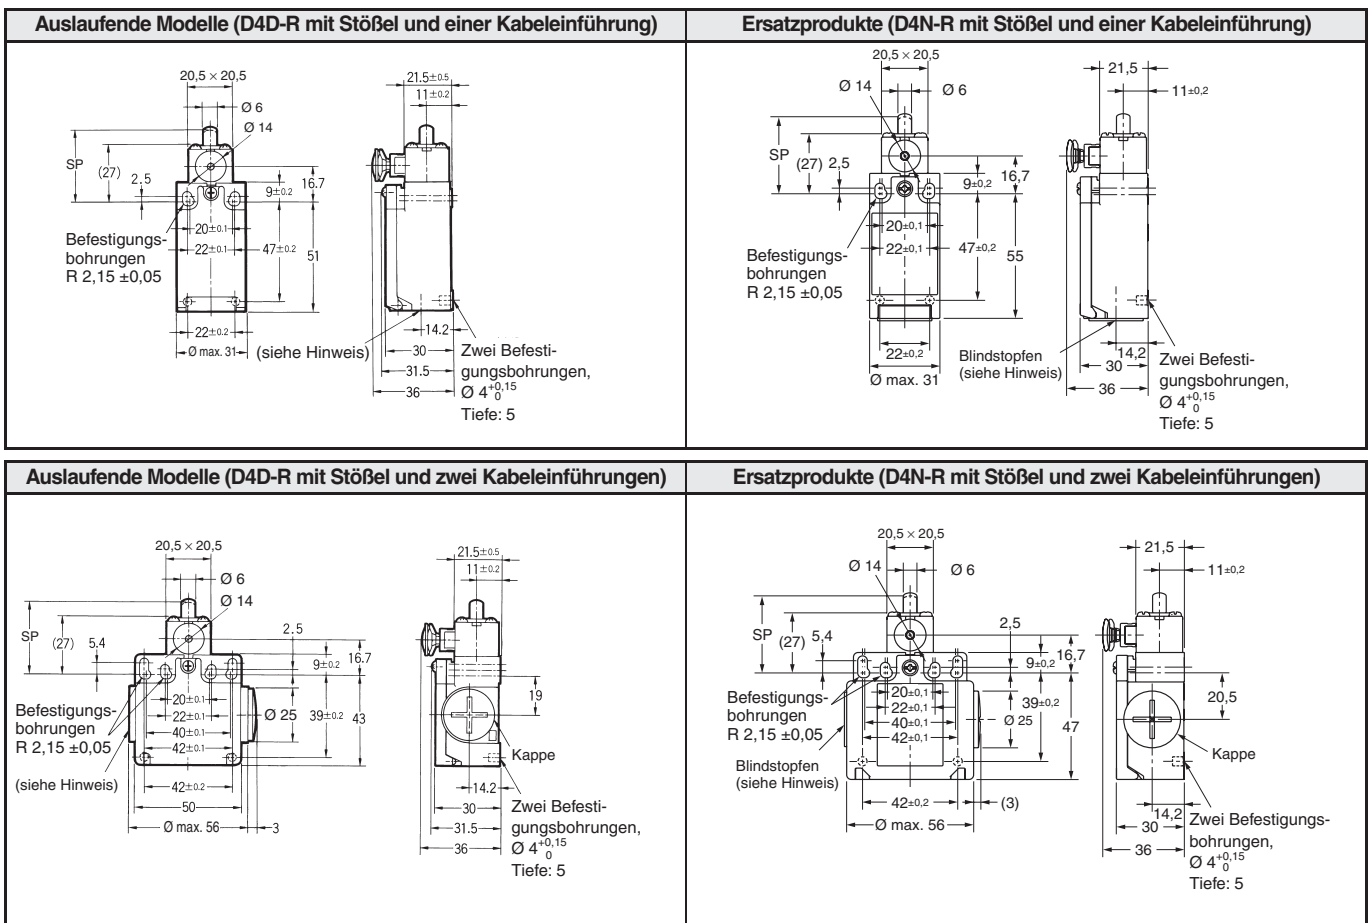 Auslaufende Modelle (D4D-R mit Stößel und einer Kabeleinführung)
20,5 × 20,5
Ø 6
Ø 14
SP
(27)
2.5
9±0.2
16.7
20±0.1
22±0.1
47±0.2
51
Befestigungs-
bohrungen
R 2,15 ±0,05
22±0.2
Ø max. 31
21.5±0.5
11±0.2
(siehe Hinweis)
14.2
30
31.5
36
Zwei Befesti-
gungsbohrungen,
Ø 4 +0,15 0
Tiefe: 5
Ersatzprodukte (D4N-R mit Stößel und einer Kabeleinführung)
20,5 × 20,5
Ø 14
Ø 6
SP
(27)
2,5
9±0,2
16,7
20±0,1
22±0,1
47±0,2
55
Befestigungs-
bohrungen
R 2,15 ±0,05
22±0,2
Ø max. 31
21,5
11±0,2
Blindstopfen
(siehe Hinweis)
14,2
30
36
Zwei Befesti-
gungsbohrungen,
Ø 4 +0,15 0
Tiefe: 5
Auslaufende Modelle (D4D-R mit Stößel und zwei Kabeleinführungen)
20,5 × 20,5
Ø 6
Ø 14
SP
(27)
5.4
2.5
9±0.2
16.7
20±0.1
22±0.1
40±0.1
42±0.1
Ø 25
39±0.2
43
Befestigungs-
bohrungen
R 2,15 ±0,05
(siehe Hinweis)
42±0.2
50
Ø max. 56
3
21.5±0.5
11±0.2
19
Kappe
14.2
30
31.5
36
Zwei Befesti-
gungsbohrungen,
Ø 4 +0,15 0
Tiefe: 5
Ersatzprodukte (D4N-R mit Stößel und zwei Kabeleinführungen)
20,5 × 20,5
Ø 14
Ø 6
SP
(27)
5,4
2,5
9±0,2
16,7
20±0,1
22±0,1
40±0,1
42±0,1
Ø 25
39±0,2
47
Befestigungs-
bohrungen
R 2,15 ±0,05
Blindstopfen
(siehe Hinweis)
42±0,2
(3)
Ø max. 56
21,5
11±0,2
20,5
Kappe
14,2
30
36
Zwei Befestigungs-
bohrungen,
Ø 4 +0,15 0
Tiefe: 5